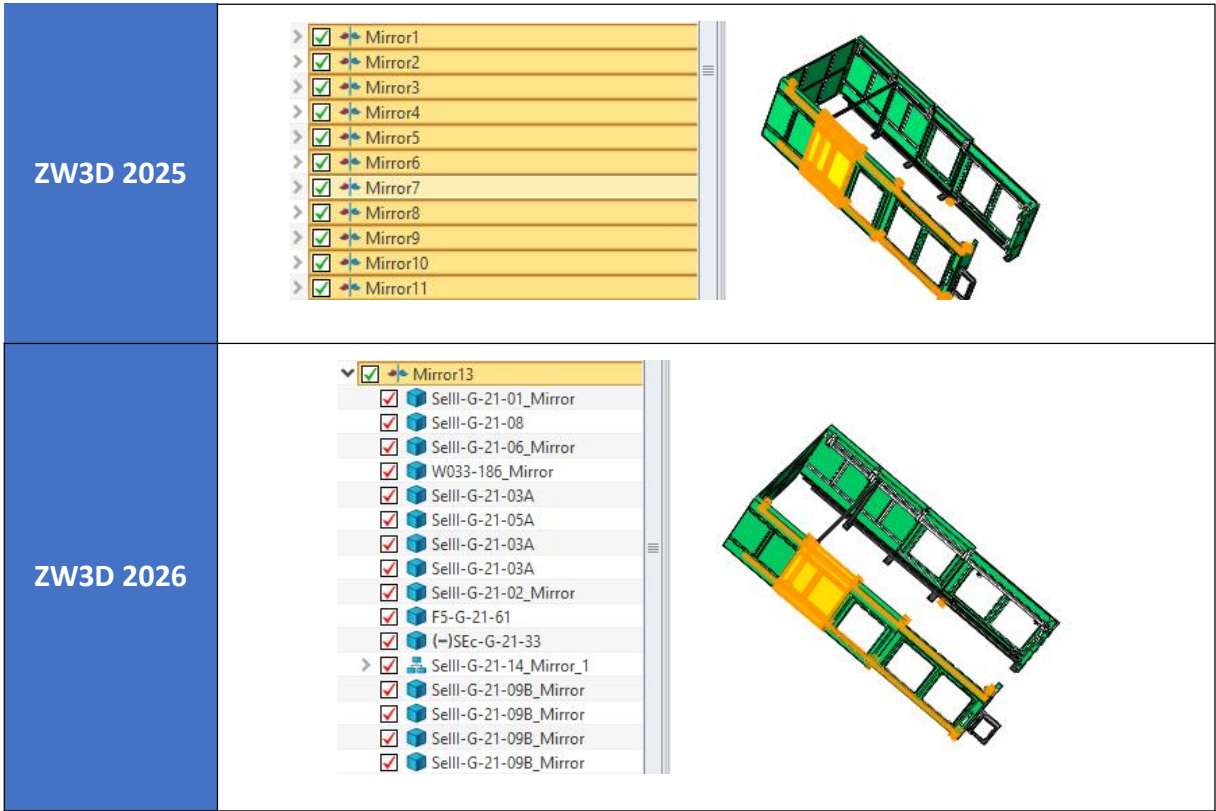 ZW3D 2025
Mirror1
Mirror2
Mirror3
Mirror4
Mirror5
Mirror6
Mirror7
Mirror8
Mirror9
Mirror10
Mirror11
ZW3D 2026
Mirror13
SeIII-G-21-01_Mirror
SeIII-G-21-08
SeIII-G-21-06_Mirror
W033-186_Mirror
SeIII-G-21-03A
SeIII-G-21-05A
SeIII-G-21-03A
SeIII-G-21-03A
SeIII-G-21-02_Mirror
F5-G-21-61
(-)SEc-G-21-33
SeIII-G-21-14_Mirror_1
SeIII-G-21-09B_Mirror
SeIII-G-21-09B_Mirror
SeIII-G-21-09B_Mirror
SeIII-G-21-09B_Mirror